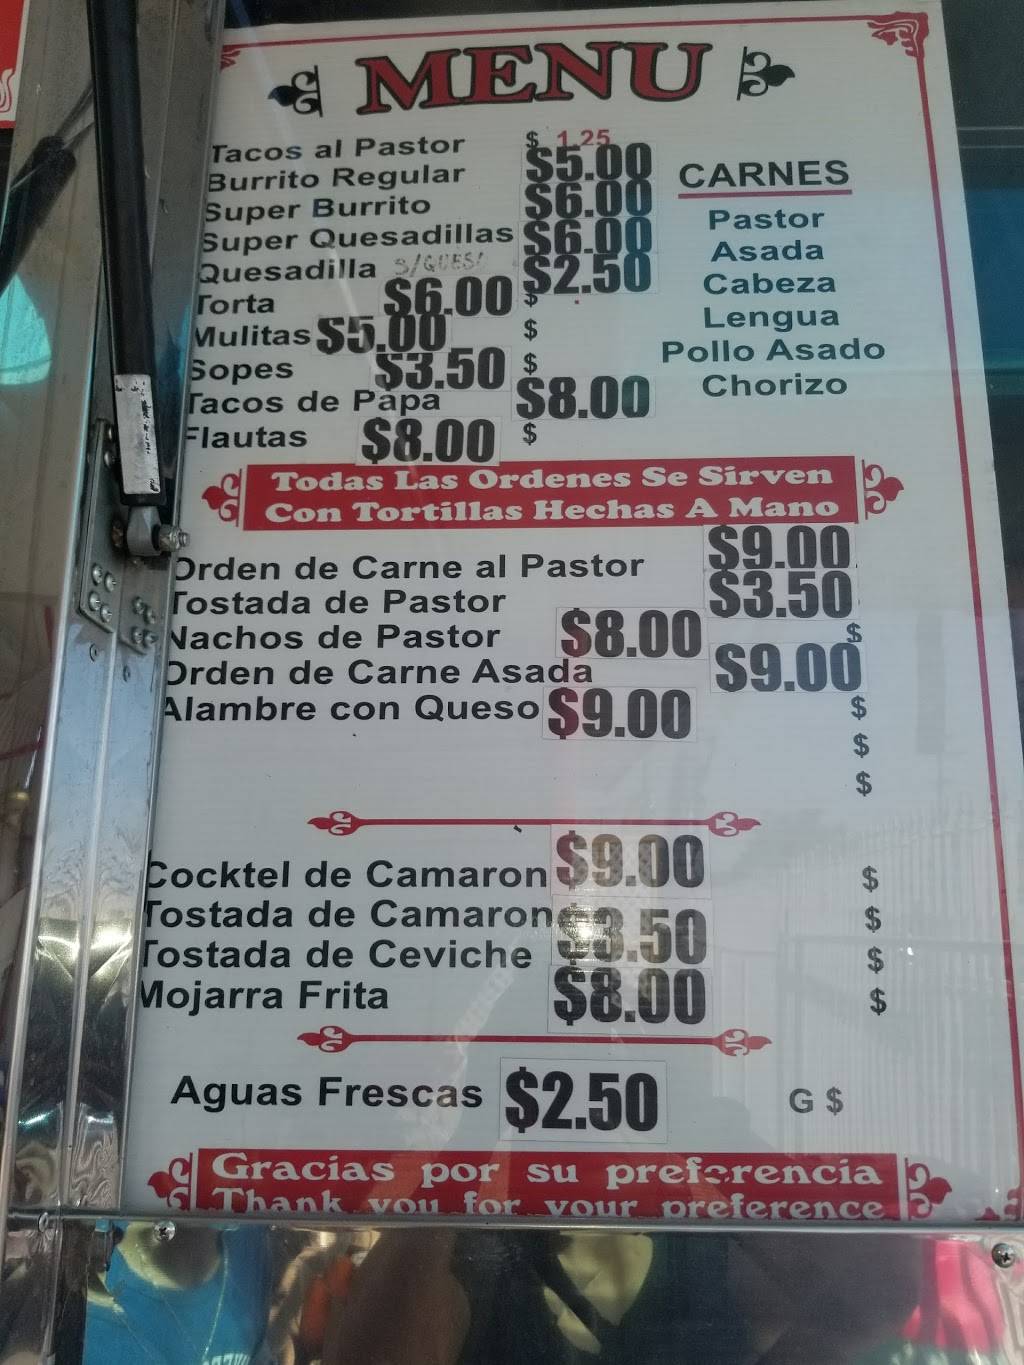 MENU
Tacos al Pastor $ 1.25
Burrito Regular $5.00
Super Burrito $6.00
Super Quesadillas $6.00
Quesadilla S/QUESO $2.50
Torta $6.00 $
Mulitas $5.00 $
Sopes $3.50 $
Tacos de Papa $8.00
Flautas $8.00 $
CARNES
Pastor
Asada
Cabeza
Lengua
Pollo Asado
Chorizo
Todas Las Ordenes Se Sirven
Con Tortillas Hechas A Mano
Orden de Carne al Pastor $9.00
Tostada de Pastor $3.50
Nachos de Pastor $8.00 $
Orden de Carne Asada $9.00
Alambre con Queso $9.00 $
$
$
Cocktel de Camaron $9.00 $
Tostada de Camaron $3.50 $
Tostada de Ceviche $
Mojarra Frita $8.00 $
Aguas Frescas $2.50 G $
Gracias por su preferencia
Thank you for your preference